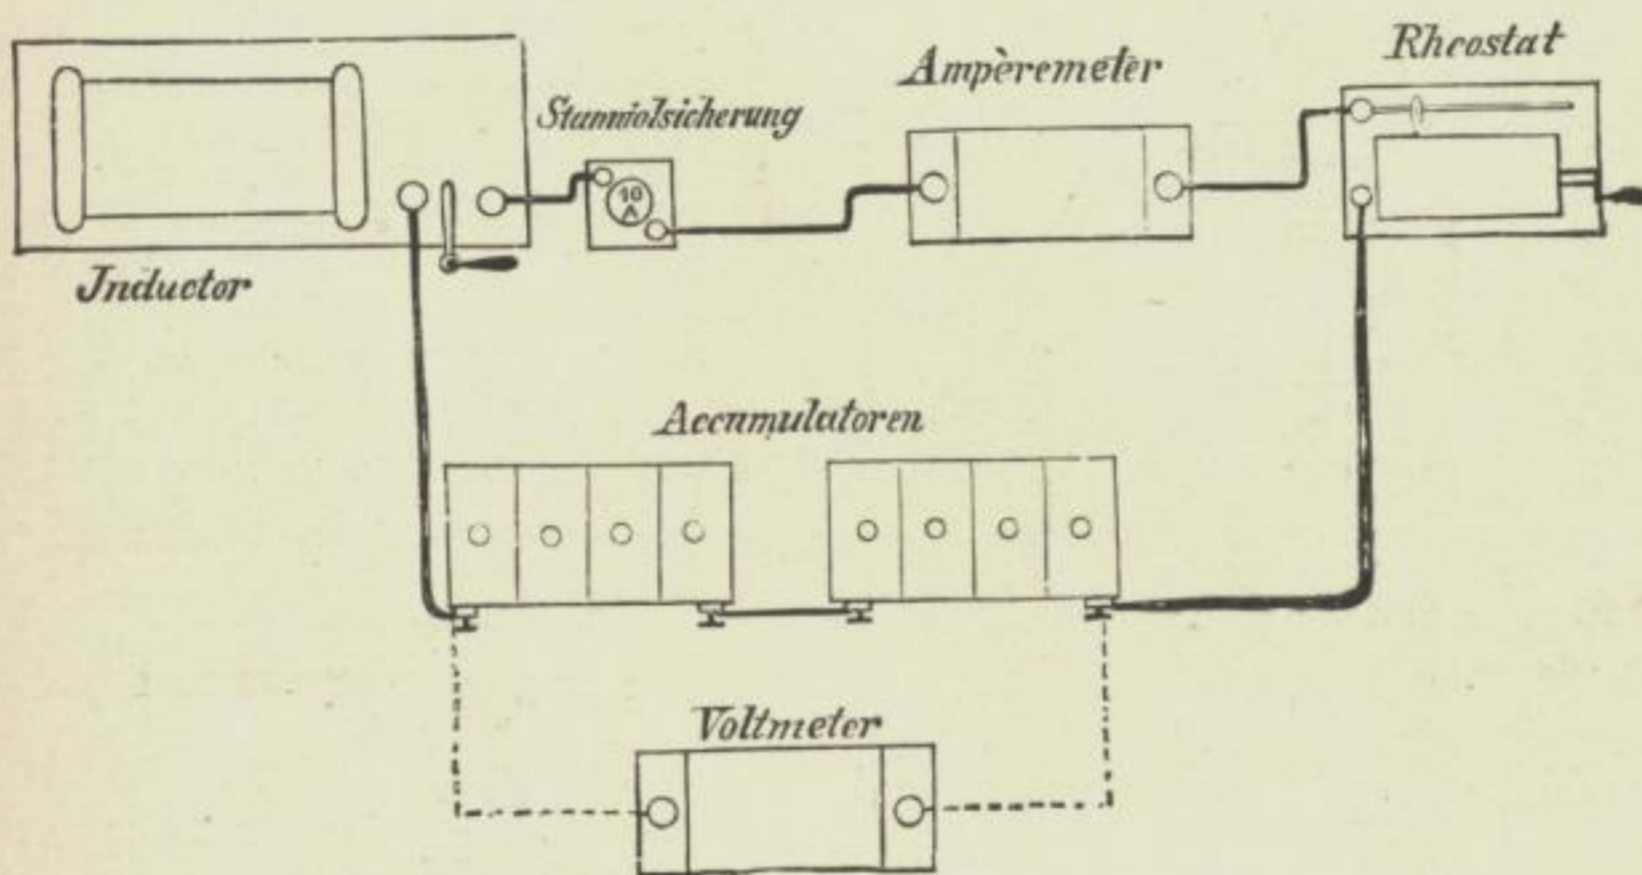 Rheostat
Ampèremeter
Stanniolsicherung
10
A
Inductor
Accumulatoren
Voltmeter